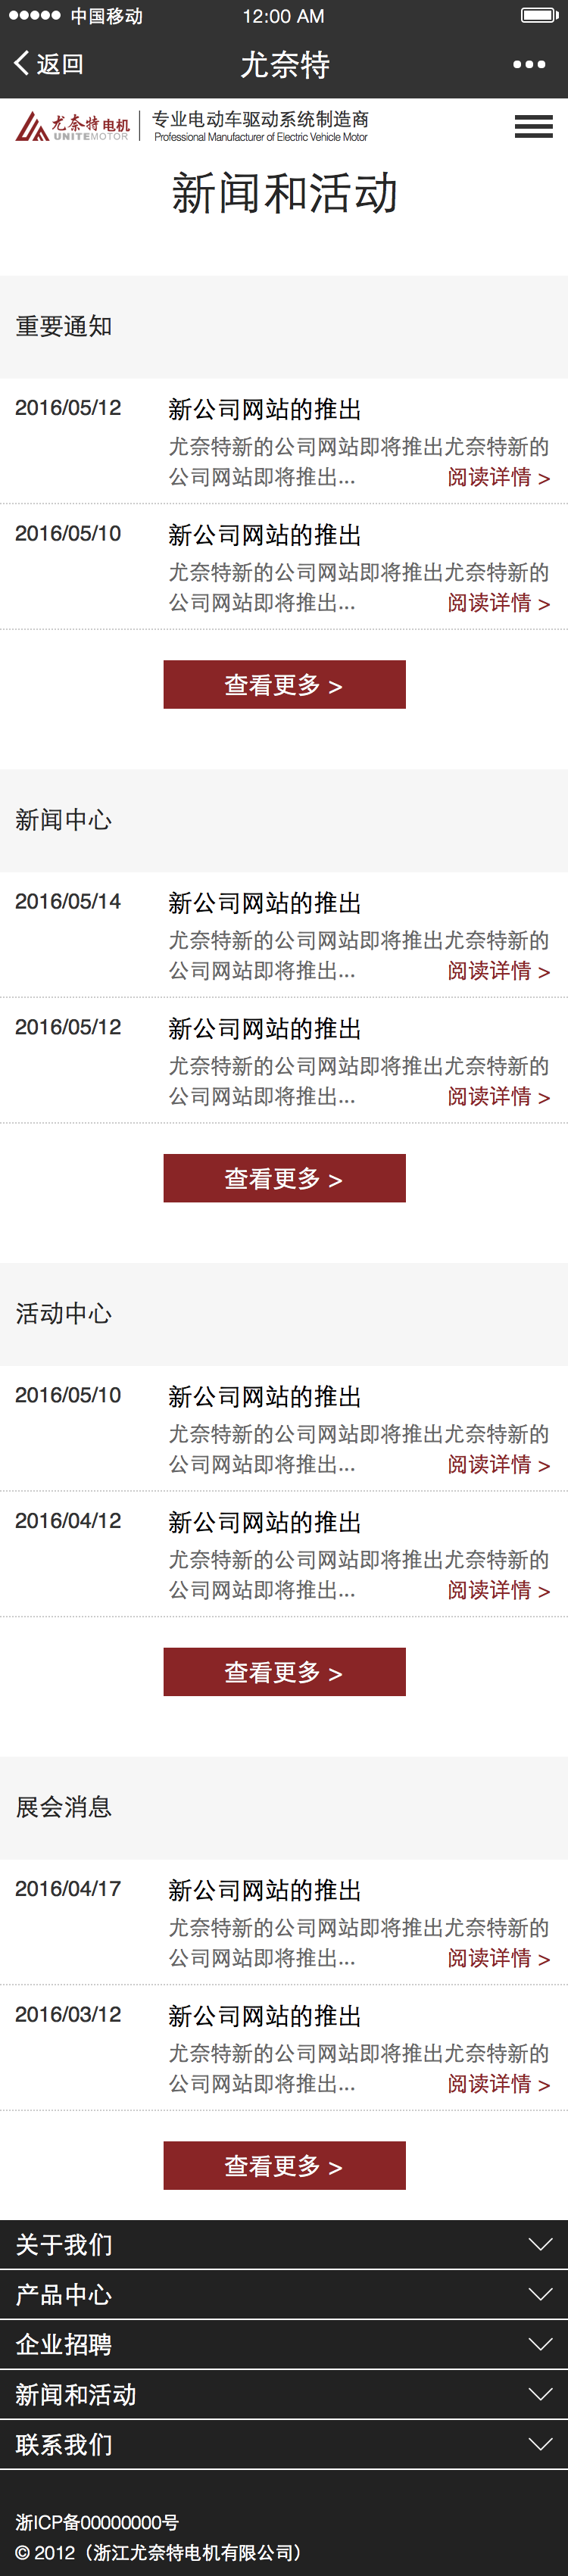 中国移动 12:00 AM
返回 尤奈特
尤奈特电机 专业电动车驱动系统制造商
UNITEMOTOR Professional Manufacturer of Electric Vehicle Motor
新闻和活动
重要通知
2016/05/12 新公司网站的推出
尤奈特新的公司网站即将推出尤奈特新的
公司网站即将推出... 阅读详情 >
2016/05/10 新公司网站的推出
尤奈特新的公司网站即将推出尤奈特新的
公司网站即将推出... 阅读详情 >
查看更多 >
新闻中心
2016/05/14 新公司网站的推出
尤奈特新的公司网站即将推出尤奈特新的
公司网站即将推出... 阅读详情 >
2016/05/12 新公司网站的推出
尤奈特新的公司网站即将推出尤奈特新的
公司网站即将推出... 阅读详情 >
查看更多 >
活动中心
2016/05/10 新公司网站的推出
尤奈特新的公司网站即将推出尤奈特新的
公司网站即将推出... 阅读详情 >
2016/04/12 新公司网站的推出
尤奈特新的公司网站即将推出尤奈特新的
公司网站即将推出... 阅读详情 >
查看更多 >
展会消息
2016/04/17 新公司网站的推出
尤奈特新的公司网站即将推出尤奈特新的
公司网站即将推出... 阅读详情 >
2016/03/12 新公司网站的推出
尤奈特新的公司网站即将推出尤奈特新的
公司网站即将推出... 阅读详情 >
查看更多 >
关于我们
产品中心
企业招聘
新闻和活动
联系我们
浙ICP备00000000号
© 2012（浙江尤奈特电机有限公司）